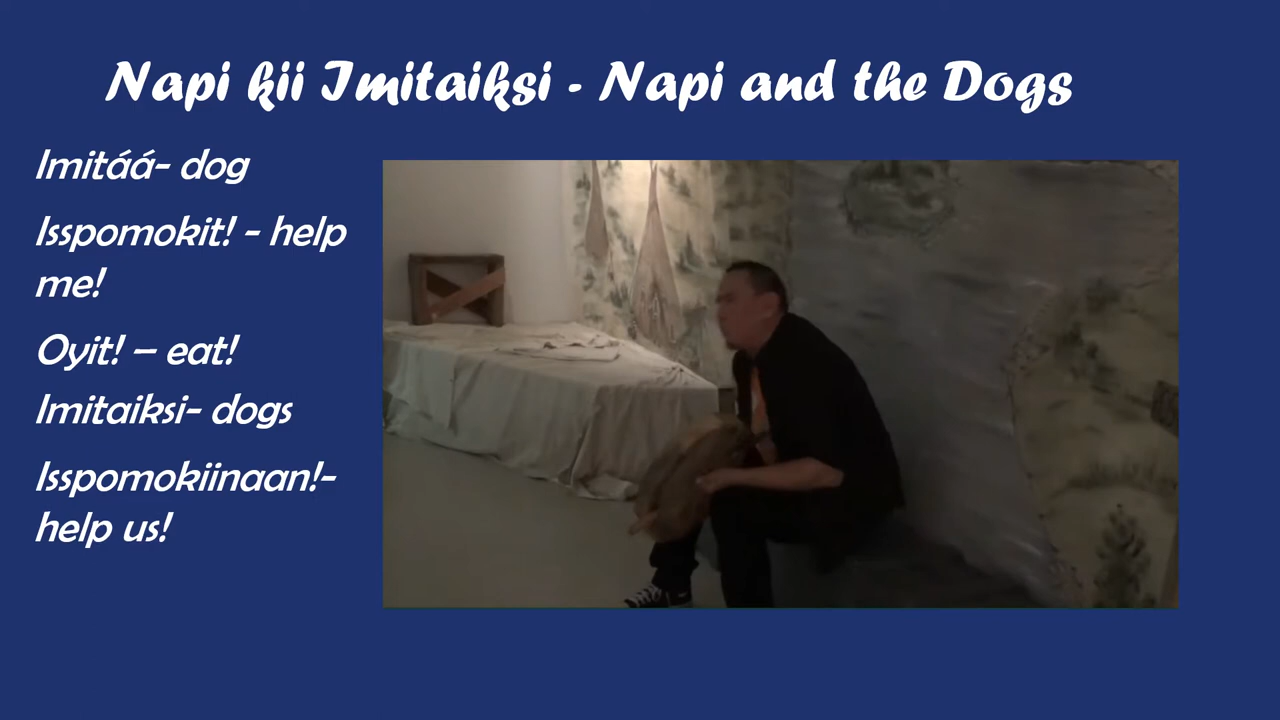 Napi kii Imitaiksi - Napi and the Dogs
Imitáá- dog
Isspomokit! - help
me!
Oyit! – eat!
Imitaiksi- dogs
Isspomokiinaan!-
help us!